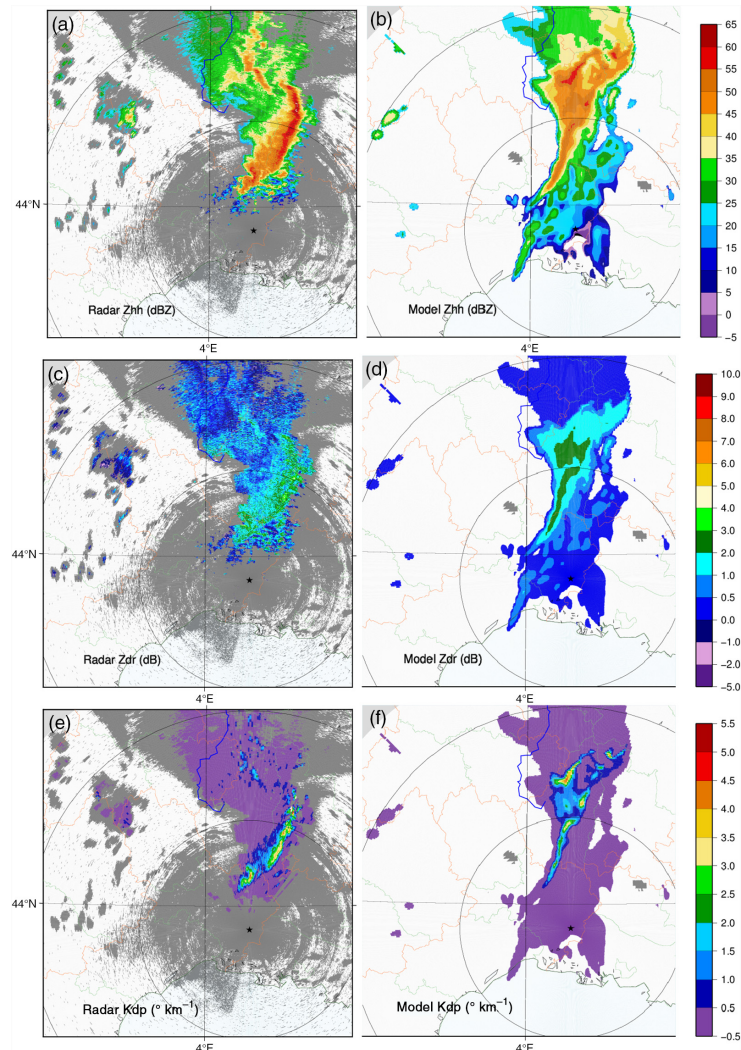 (a)
(b)
44°N
Radar Zhh (dBZ)
Model Zhh (dBZ)
4°E
4°E
65
60
55
50
45
40
35
30
25
20
15
10
5
0
−5
(c)
(d)
44°N
Radar Zdr (dB)
Model Zdr (dB)
4°E
4°E
10.0
9.0
8.0
7.0
6.0
5.0
4.0
3.0
2.5
2.0
1.5
1.0
0.5
0.0
−1.0
−2.0
−5.0
(e)
(f)
44°N
Radar Kdp (° km⁻¹)
Model Kdp (° km⁻¹)
4°E
4°E
5.5
5.0
4.5
4.0
3.5
3.0
2.5
2.0
1.5
1.0
0.5
−0.5